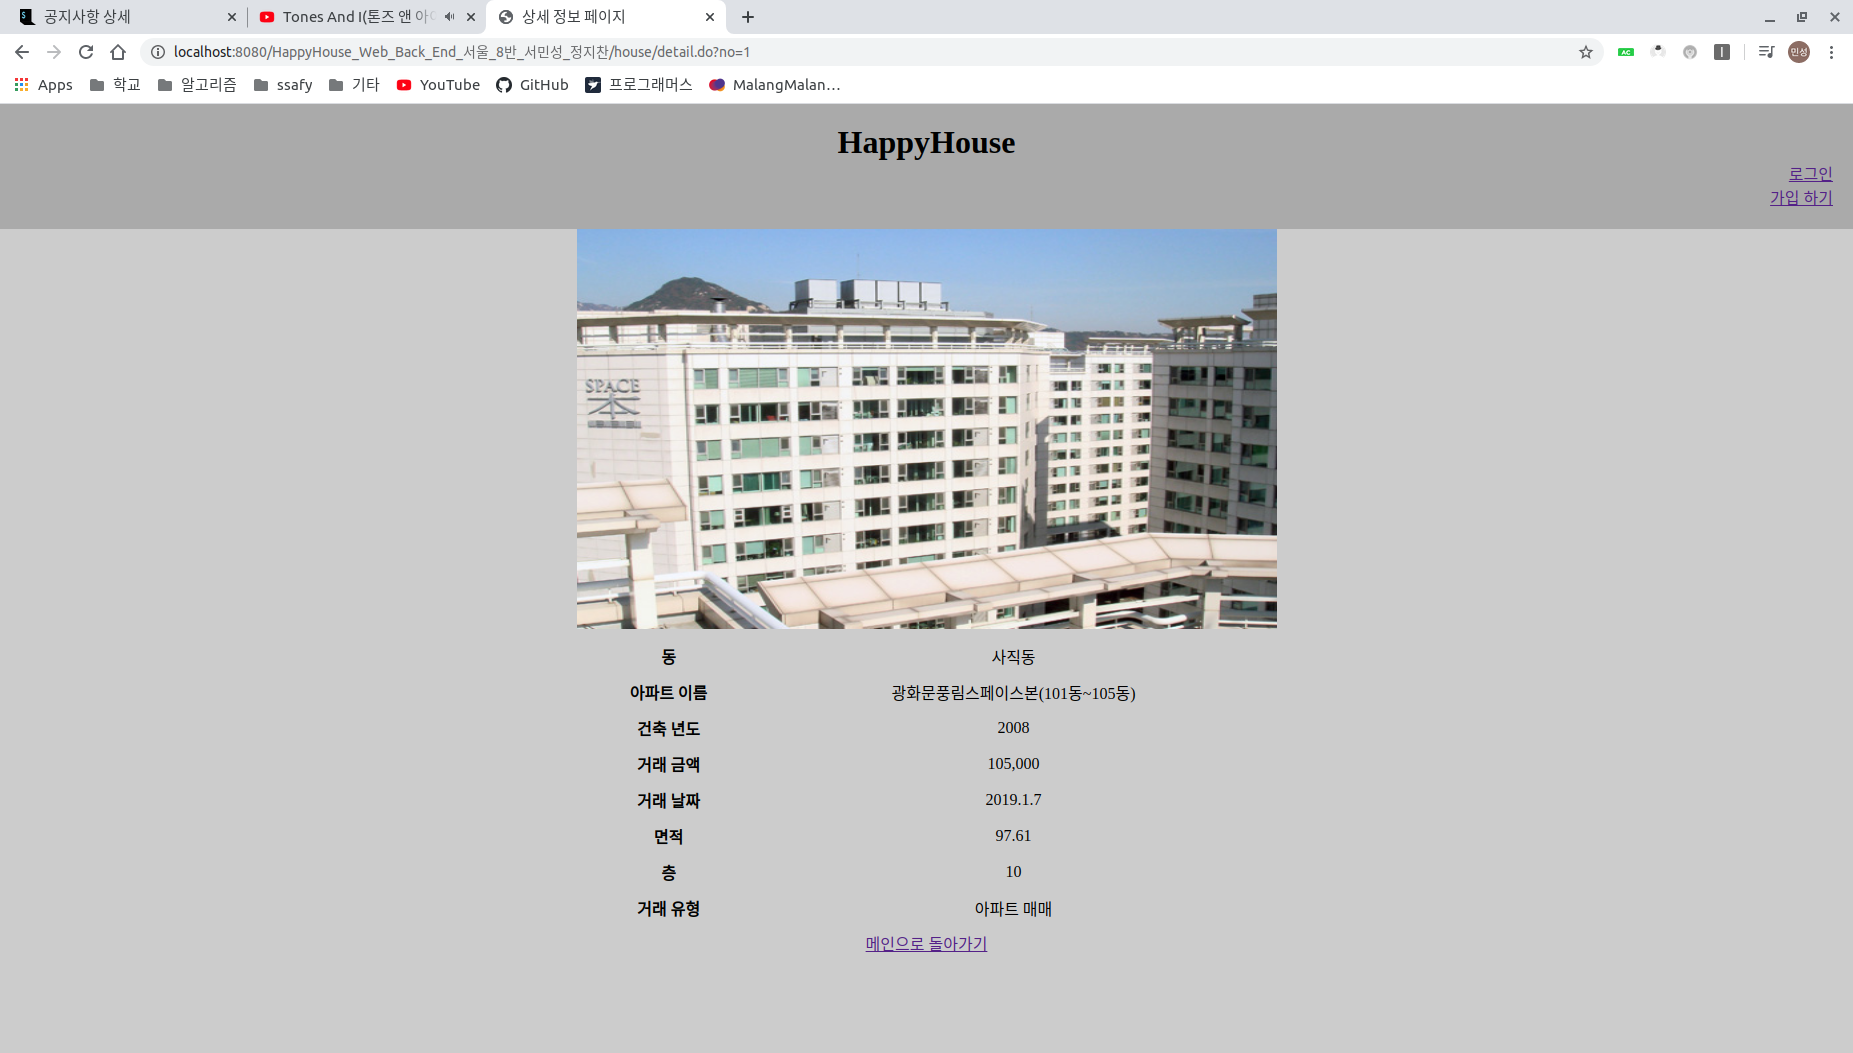 공지사항 상세
Tones And I(톤즈 앤 아
상세 정보 페이지
localhost:8080/HappyHouse_Web_Back_End_서울_8반_서민성_정지찬/house/detail.do?no=1
AC
민성
Apps
학교
알고리즘
ssafy
기타
YouTube
GitHub
프로그래머스
MalangMalan…
HappyHouse
로그인
가입 하기
SPACE
本
동 사직동
아파트 이름 광화문풍림스페이스본(101동~105동)
건축 년도 2008
거래 금액 105,000
거래 날짜 2019.1.7
면적 97.61
층 10
거래 유형 아파트 매매
메인으로 돌아가기